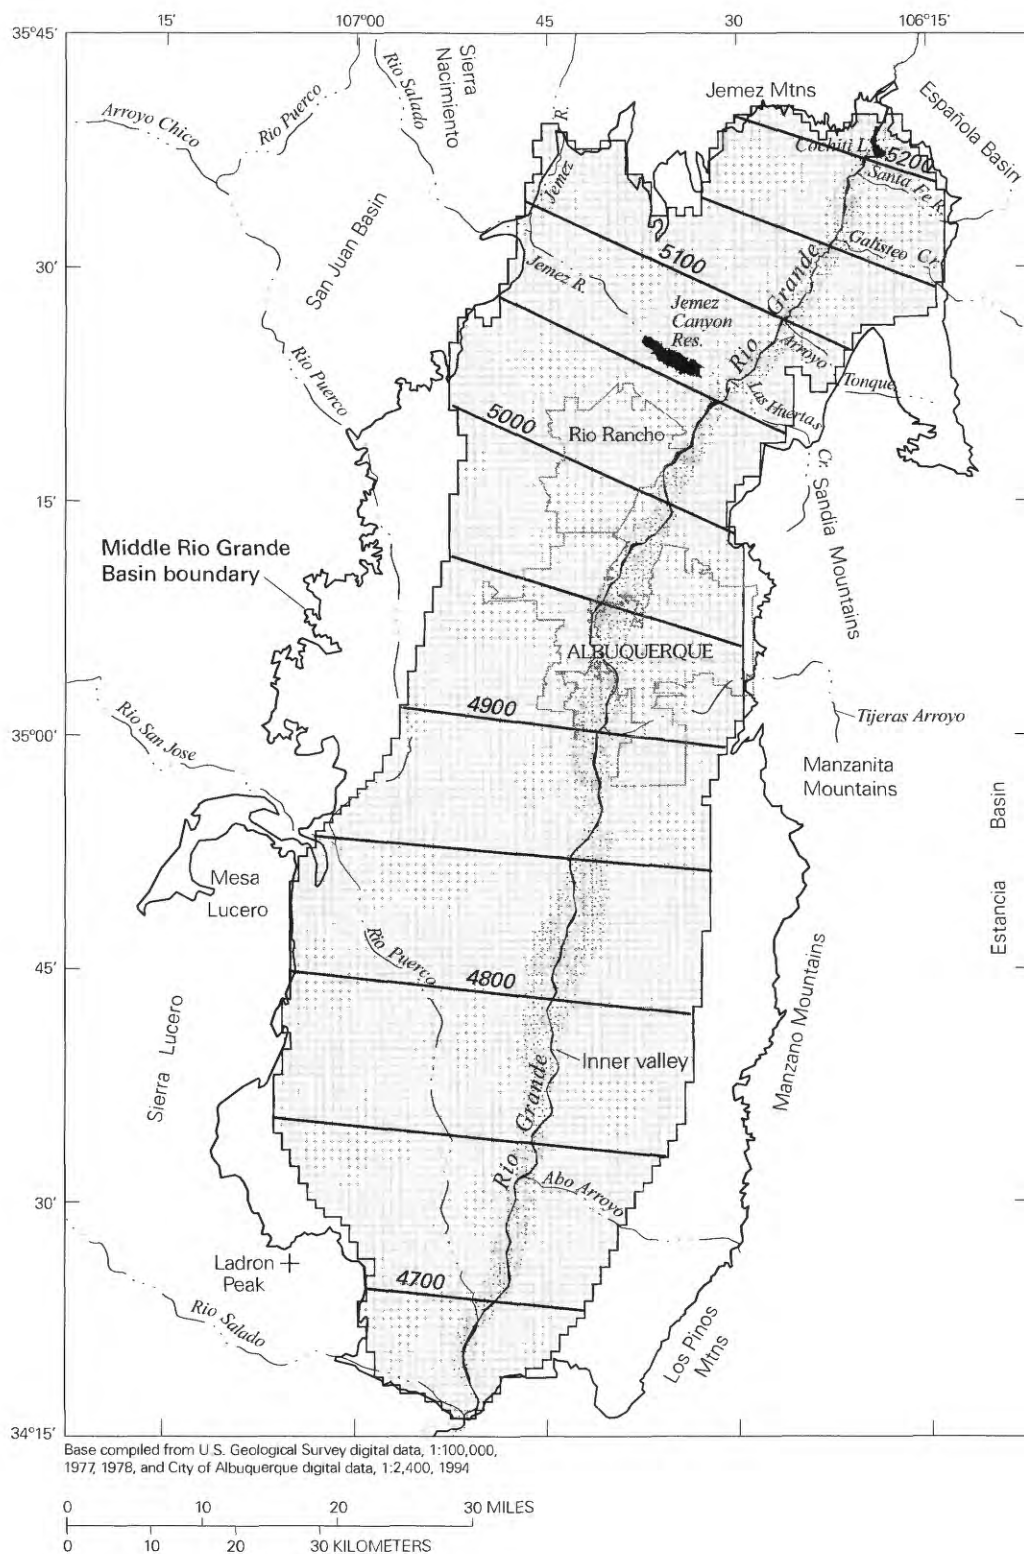 15′ 107°00 45 30 106°15′
35°45′
Sierra
Nacimiento
Rio Salado
R.
Jemez Mtns
Española Basin
Arroyo Chico
Rio Puerco
Cochiti L.
5200
Santa Fe R.
Jemez
San Juan Basin
Galisteo Cr.
30′
5100
Jemez R.
Rio Grande
Jemez
Canyon
Res.
Arroyo
Tonque
Rio Puerco
Las Huertas
Cr.
5000
Rio Rancho
15′
Sandia Mountains
Middle Rio Grande
Basin boundary
ALBUQUERQUE
4900
Rio San Jose
Tijeras Arroyo
35°00′
Manzanita
Mountains
Estancia Basin
Mesa
Lucero
Rio Puerco
45′
4800
Manzano Mountains
Sierra Lucero
Inner valley
Rio Grande
30′
Abo Arroyo
Ladron
Peak
4700
Rio Salado
Los Pinos
Mtns
34°15′
Base compiled from U.S. Geological Survey digital data, 1:100,000,
1977, 1978, and City of Albuquerque digital data, 1:2,400, 1994
0 10 20 30 MILES
0 10 20 30 KILOMETERS